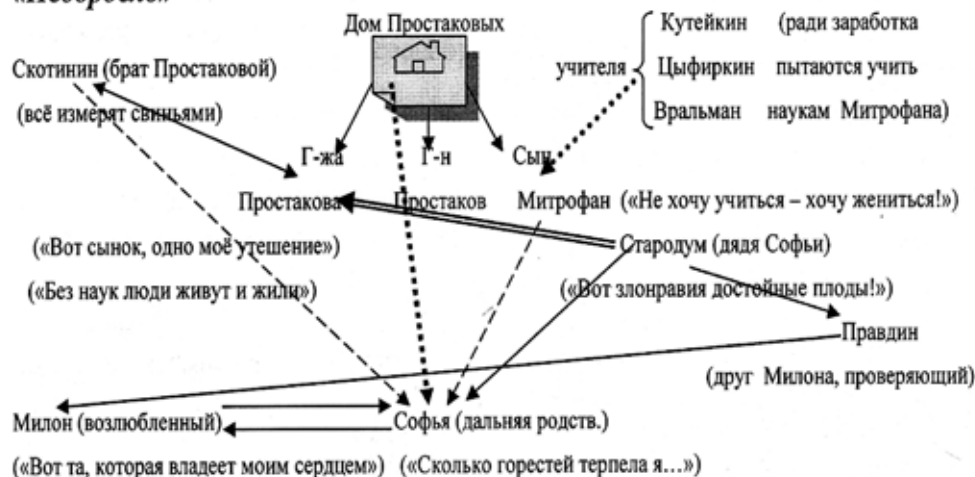 «Недоросль»
Дом Простаковых
Кутейкин (ради заработка
Скотинин (брат Простаковой)
учителя Цыфиркин пытаются учить
(всё измерят свиньями)
Вральман наукам Митрофана)
Г-жа Г-н Сын
Простакова Простаков Митрофан («Не хочу учиться – хочу жениться!»)
(«Вот сынок, одно моё утешение») Стародум (дядя Софьи)
(«Без наук люди живут и жили») («Вот злонравия достойные плоды!»)
Правдин
(друг Милона, проверяющий)
Милон (возлюбленный) Софья (дальняя родств.)
(«Вот та, которая владеет моим сердцем») («Сколько горестей терпела я…»)